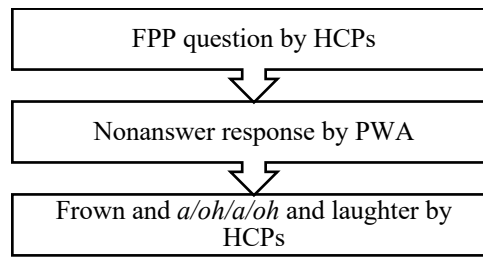 FPP question by HCPs
Nonanswer response by PWA
Frown and a/oh/a/oh and laughter by
HCPs